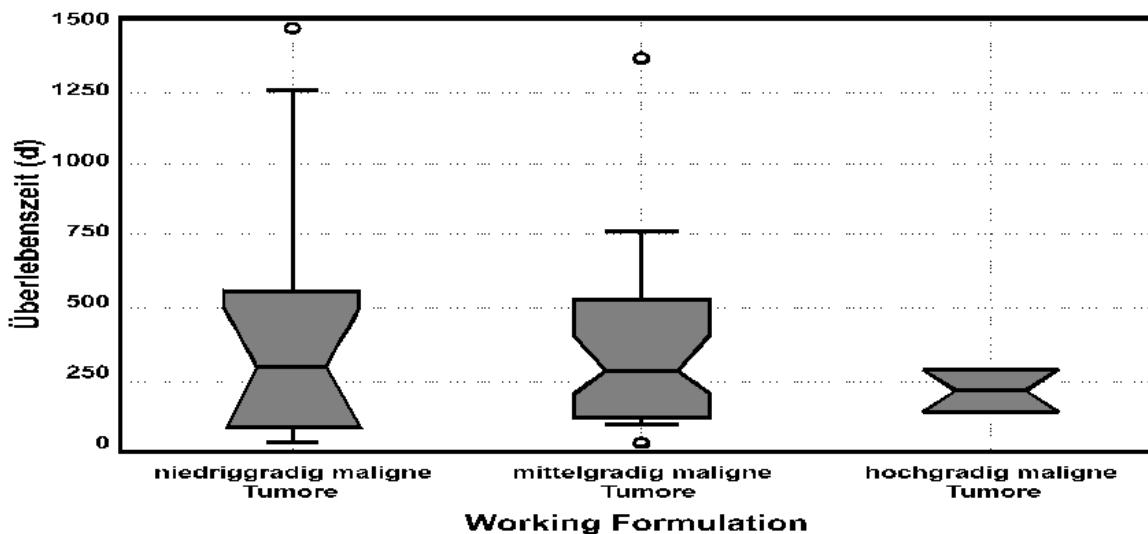 Überlebenszeit (d)
1500
1250
1000
750
500
250
0
niedriggradig maligne
Tumore
mittelgradig maligne
Tumore
hochgradig maligne
Tumore
Working Formulation